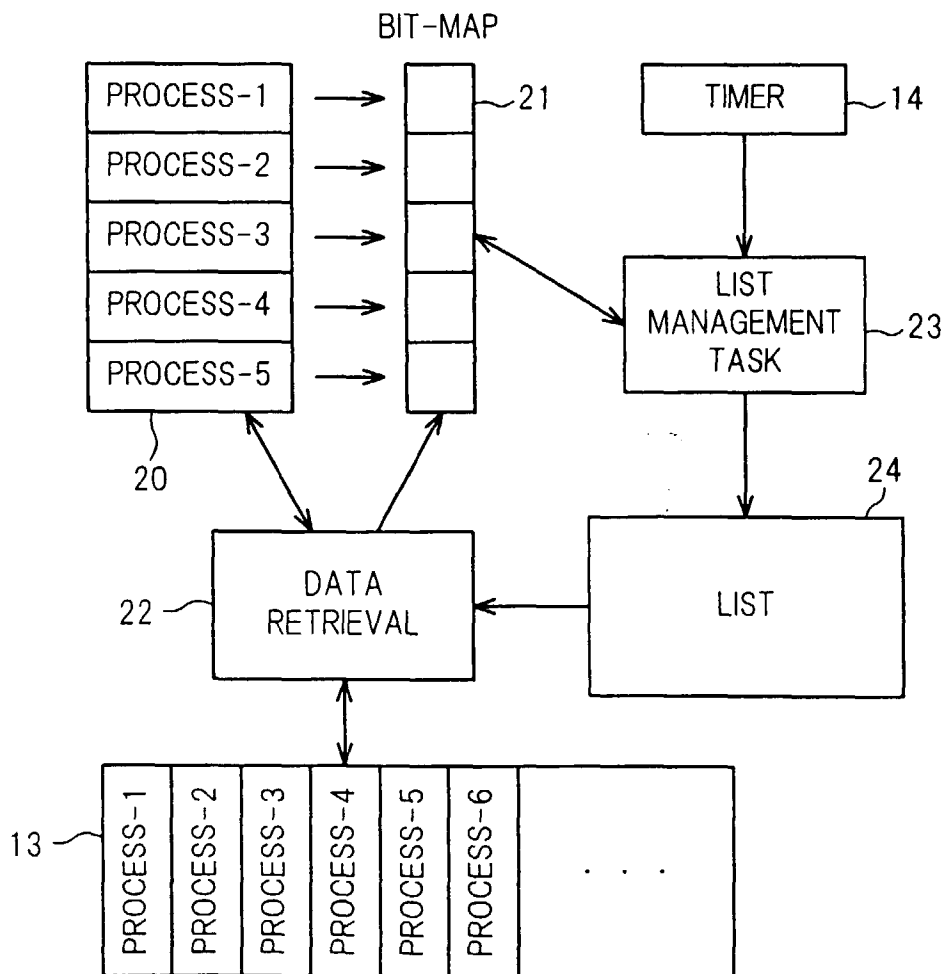 BIT-MAP
PROCESS-1
PROCESS-2
PROCESS-3
PROCESS-4
PROCESS-5
20
21
TIMER
14
LIST
MANAGEMENT
TASK
23
24
LIST
DATA
RETRIEVAL
22
13
PROCESS-1
PROCESS-2
PROCESS-3
PROCESS-4
PROCESS-5
PROCESS-6
. . .